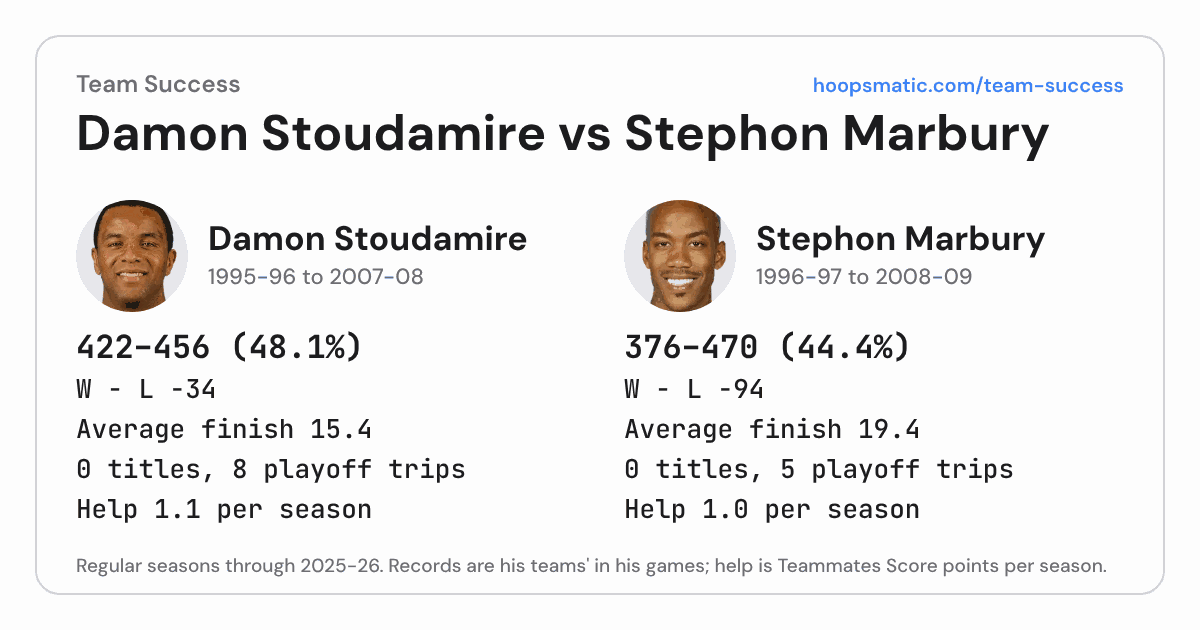 Team Success
hoopsmatic.com/team-success
Damon Stoudamire vs Stephon Marbury
Damon Stoudamire
1995–96 to 2007–08
422–456 (48.1%)
W - L -34
Average finish 15.4
0 titles, 8 playoff trips
Help 1.1 per season
Stephon Marbury
1996–97 to 2008–09
376–470 (44.4%)
W - L -94
Average finish 19.4
0 titles, 5 playoff trips
Help 1.0 per season
Regular seasons through 2025-26. Records are his teams' in his games; help is Teammates Score points per season.